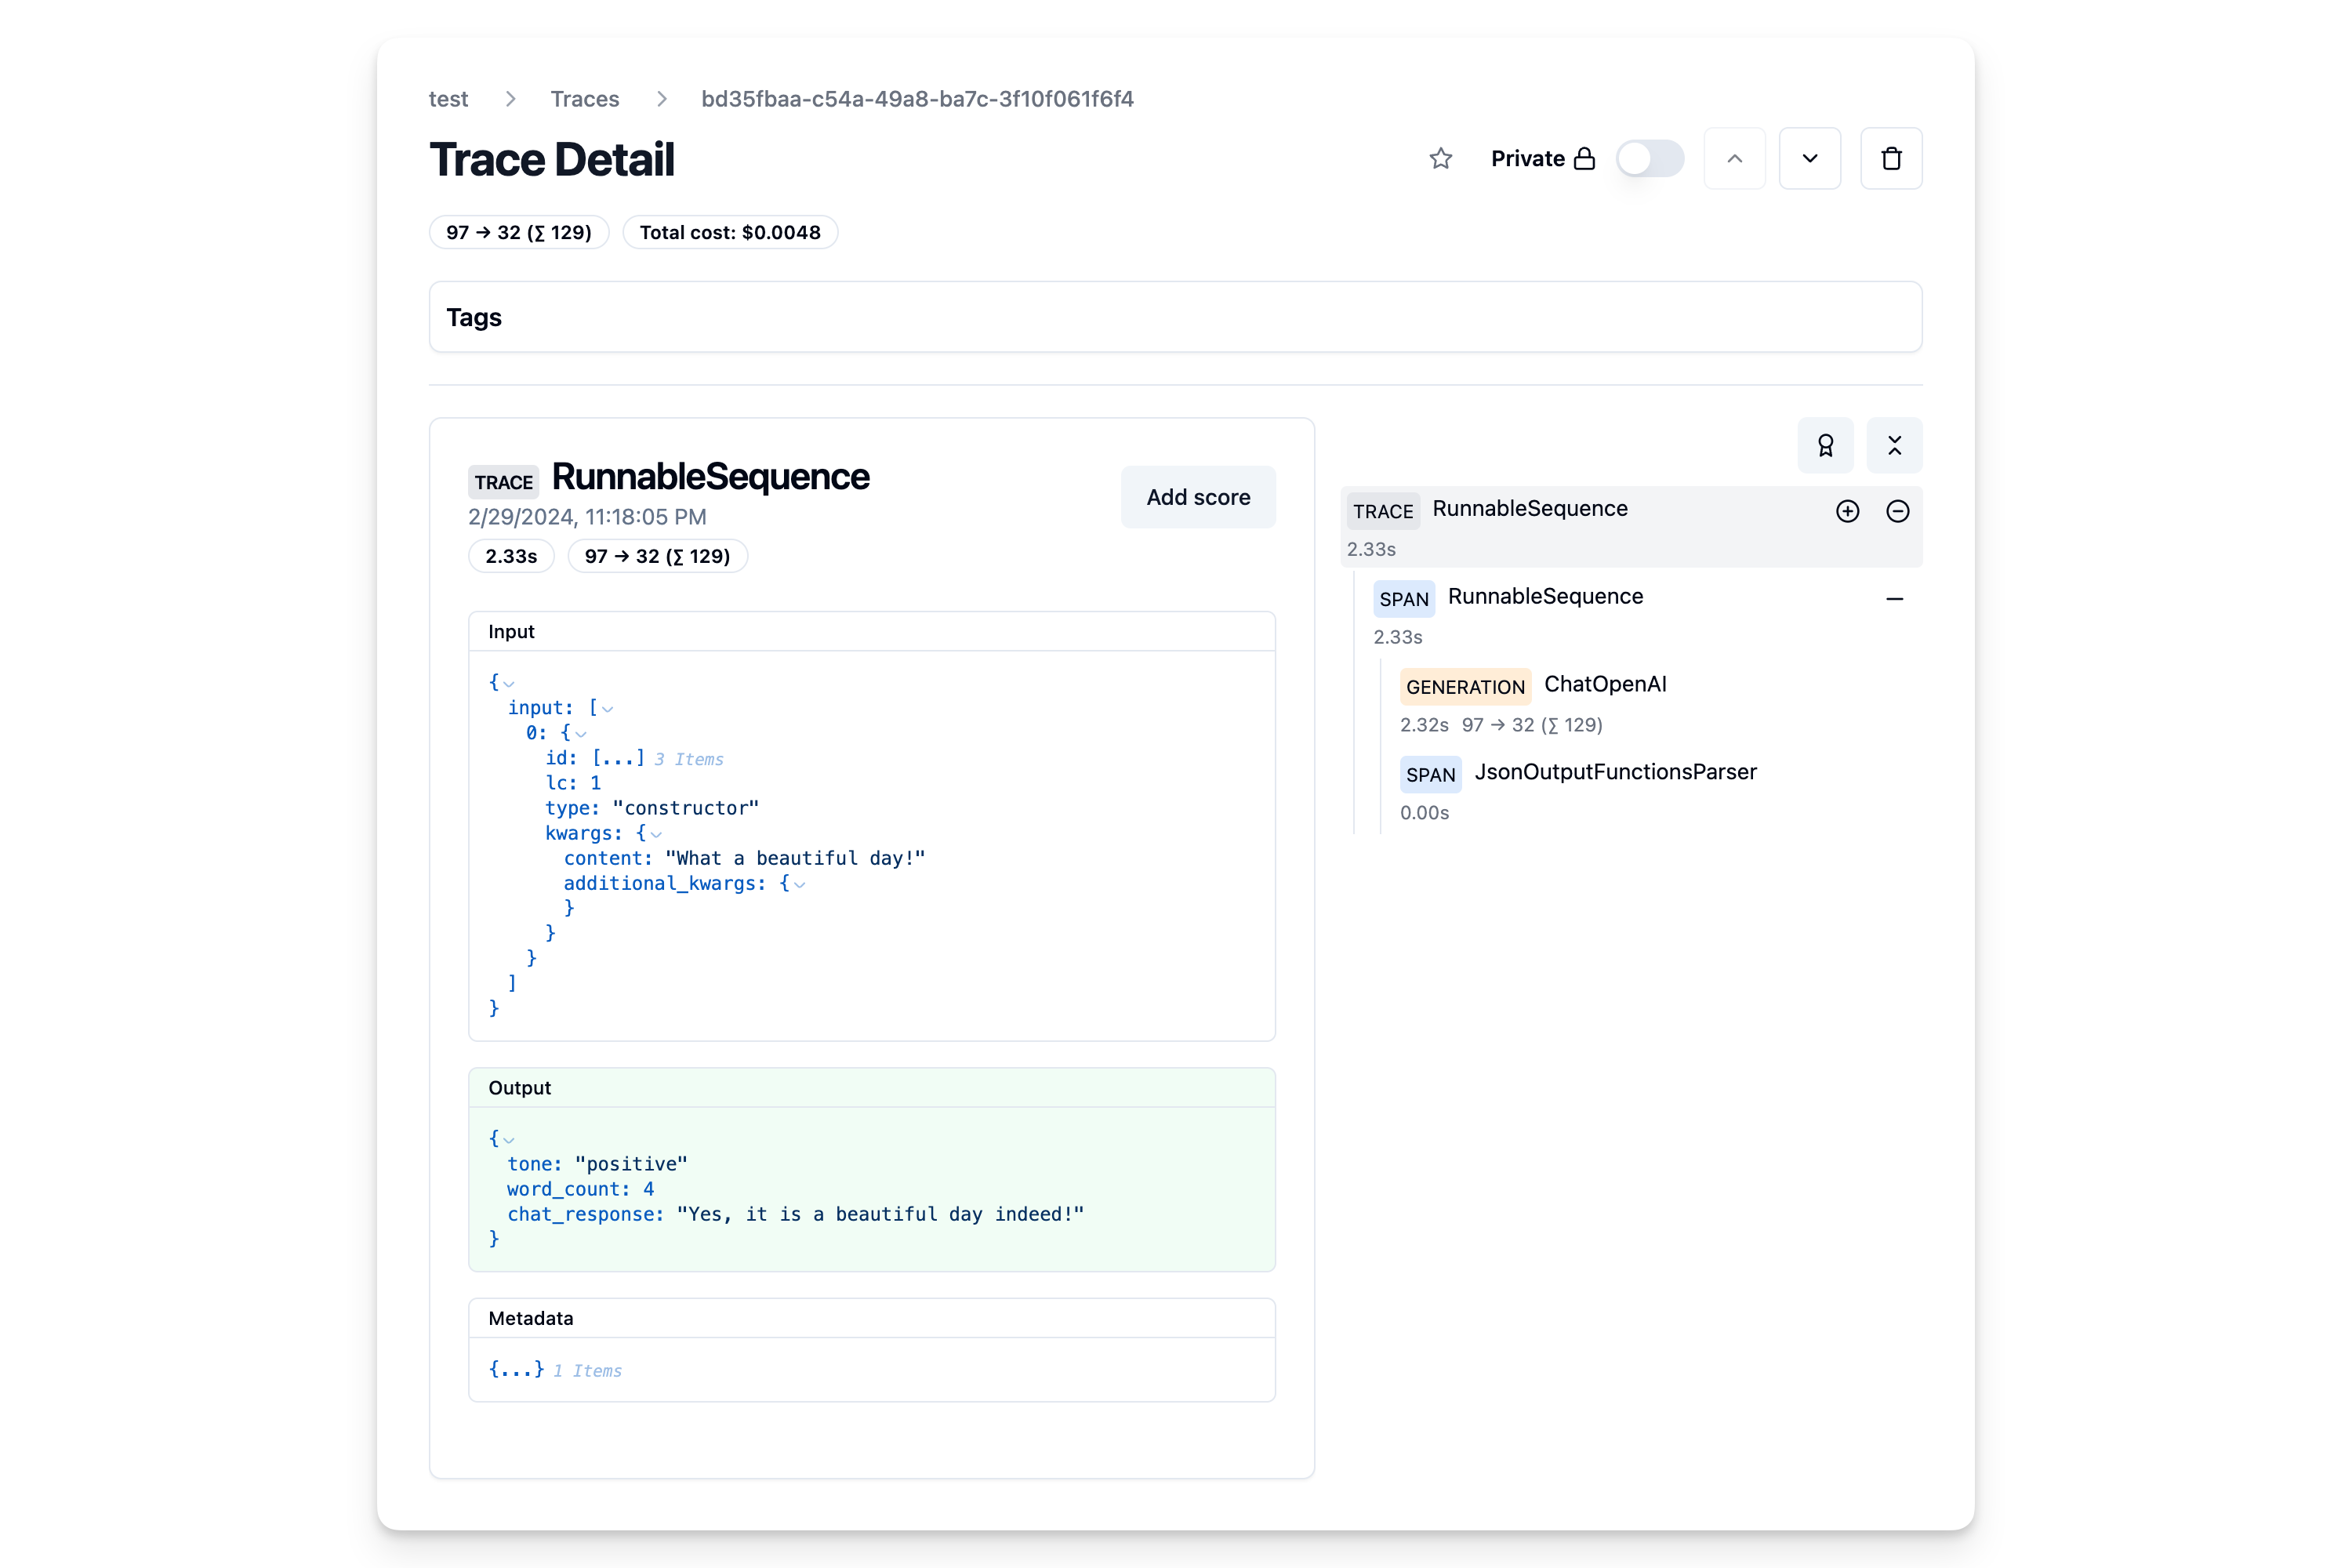 test > Traces > bd35fbaa-c54a-49a8-ba7c-3f10f061f6f4
Trace Detail
Private
97 → 32 (∑ 129) Total cost: $0.0048
Tags
TRACE RunnableSequence
2/29/2024, 11:18:05 PM
2.33s 97 → 32 (∑ 129)
Add score
Input
{
input: [
0: {
id: [...] 3 Items
lc: 1
type: "constructor"
kwargs: {
content: "What a beautiful day!"
additional_kwargs: {
}
}
}
]
}
Output
{
tone: "positive"
word_count: 4
chat_response: "Yes, it is a beautiful day indeed!"
}
Metadata
{...} 1 Items
TRACE RunnableSequence
2.33s
SPAN RunnableSequence
2.33s
GENERATION ChatOpenAI
2.32s 97 → 32 (∑ 129)
SPAN JsonOutputFunctionsParser
0.00s